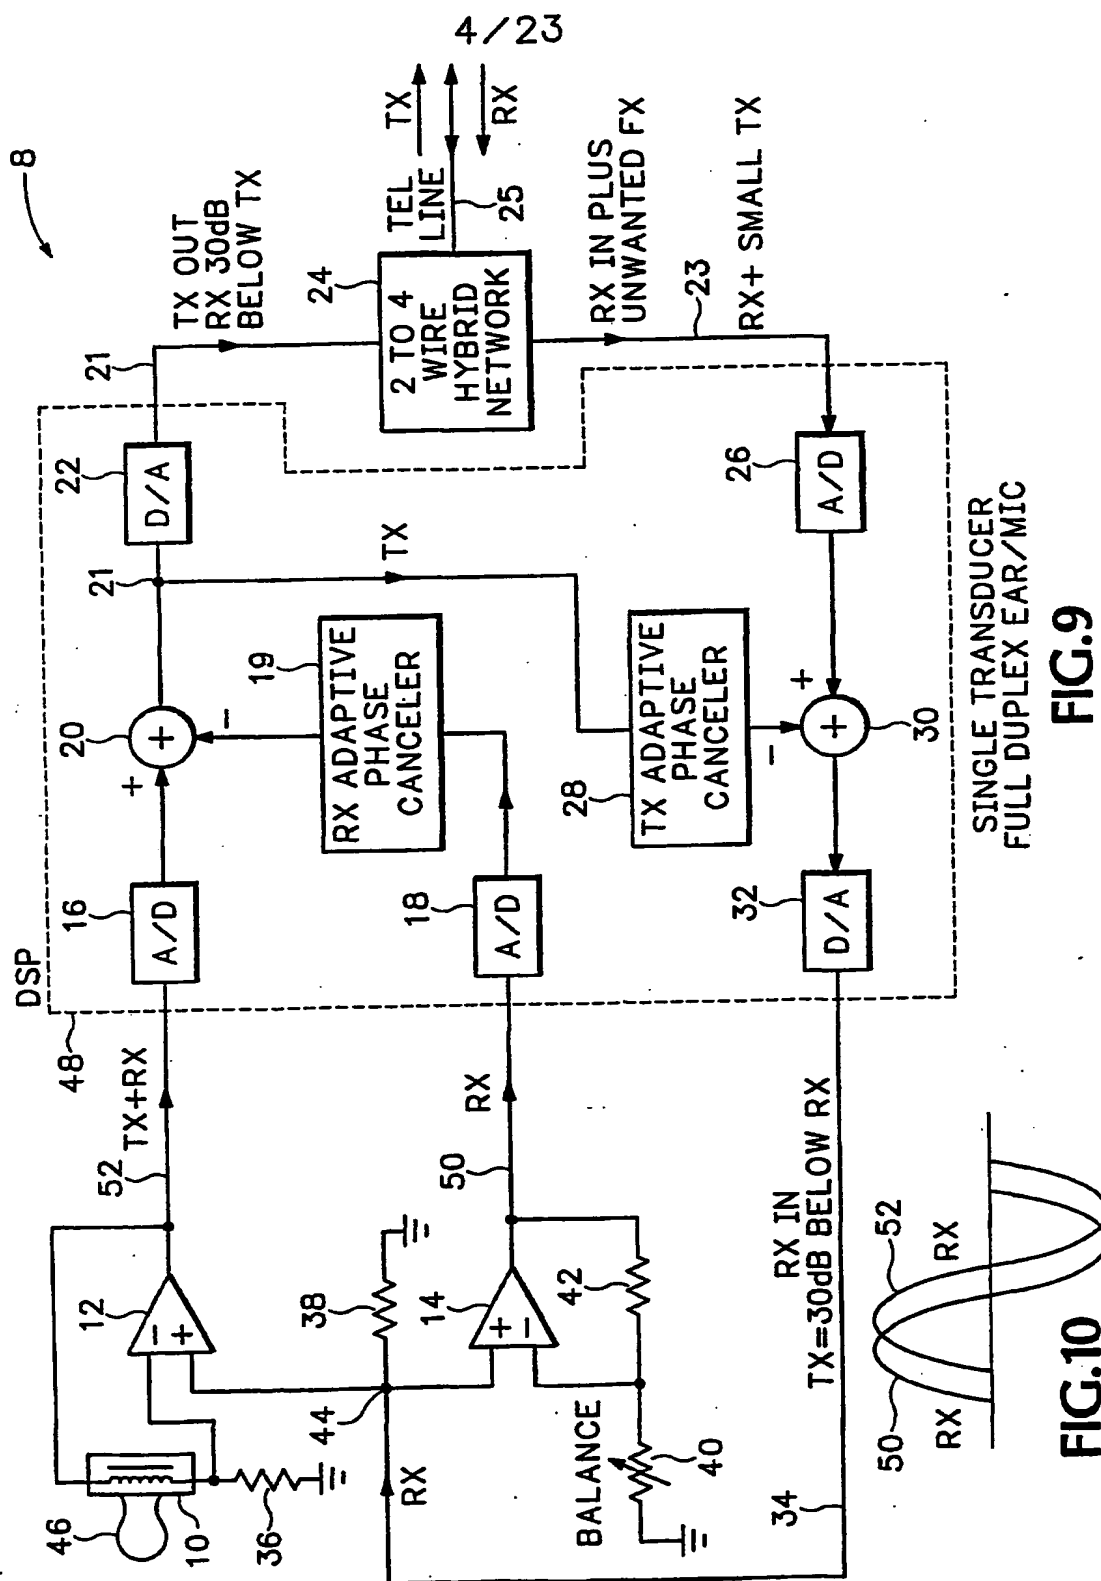 4/23
8
TX OUT
RX 30dB
BELOW TX
TEL
LINE
TX
RX
25
24
2 TO 4
WIRE
HYBRID
NETWORK
RX IN PLUS
UNWANTED FX
23
RX+ SMALL TX
21
22
D/A
21
TX
26
A/D
20
+
+
−
19
RX ADAPTIVE
PHASE
CANCELER
28
TX ADAPTIVE
PHASE
CANCELER
+
−
+
30
16
A/D
18
A/D
32
D/A
DSP
48
SINGLE TRANSDUCER
FULL DUPLEX EAR/MIC
FIG.9
52
TX+RX
50
RX
12
−
+
38
14
+
−
42
44
46
10
36
RX
BALANCE
40
RX IN
TX=30dB BELOW RX
34
50
RX
RX
52
FIG.10